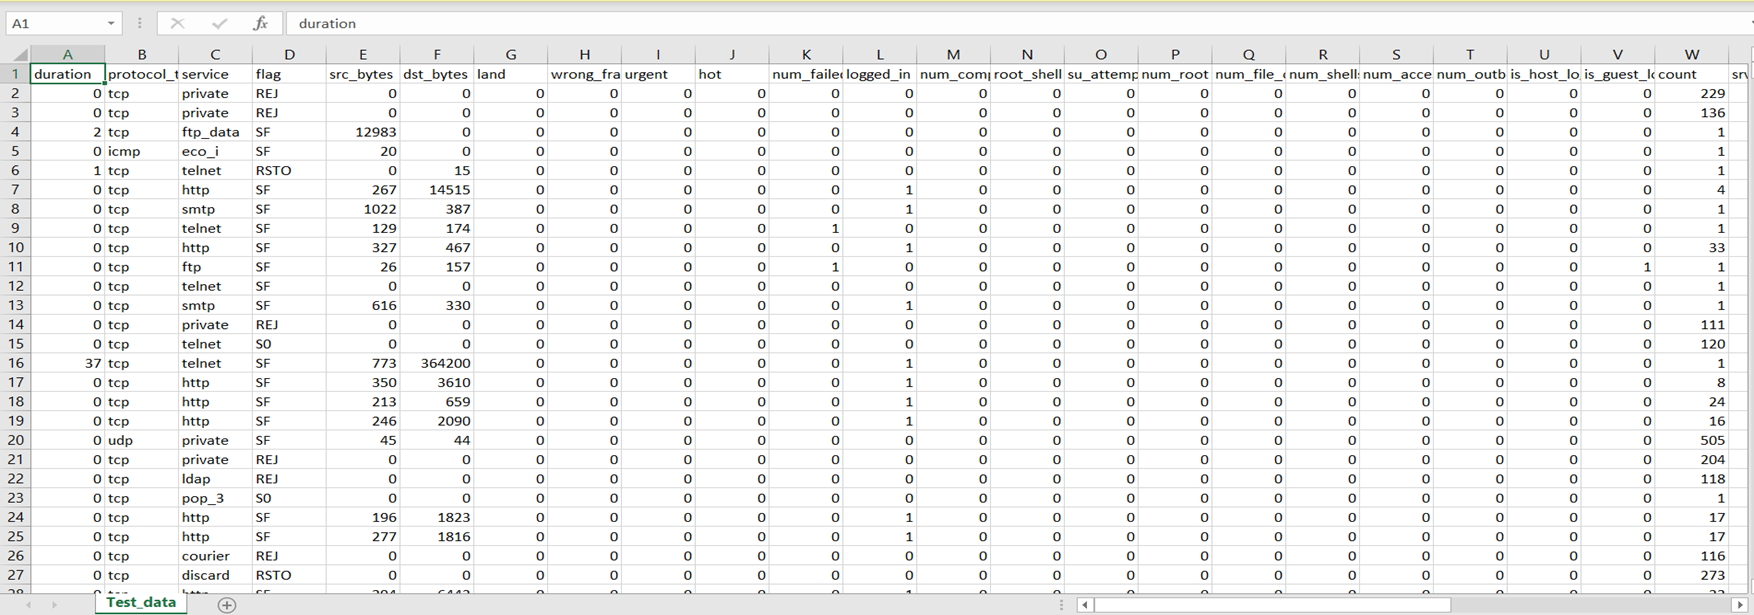 A1 fx duration
A B C D E F G H I J K L M N O P Q R S T U V W
1 duration protocol_t service flag src_bytes dst_bytes land wrong_fra urgent hot num_failed logged_in num_comp root_shell su_attemp num_root num_file_c num_shells num_acce num_outb is_host_lo is_guest_lo count srv
2 0 tcp private REJ 0 0 0 0 0 0 0 0 0 0 0 0 0 0 0 0 0 0 229
3 0 tcp private REJ 0 0 0 0 0 0 0 0 0 0 0 0 0 0 0 0 0 0 136
4 2 tcp ftp_data SF 12983 0 0 0 0 0 0 0 0 0 0 0 0 0 0 0 0 0 1
5 0 icmp eco_i SF 20 0 0 0 0 0 0 0 0 0 0 0 0 0 0 0 0 0 1
6 1 tcp telnet RSTO 0 15 0 0 0 0 0 0 0 0 0 0 0 0 0 0 0 0 1
7 0 tcp http SF 267 14515 0 0 0 0 0 1 0 0 0 0 0 0 0 0 0 0 4
8 0 tcp smtp SF 1022 387 0 0 0 0 0 1 0 0 0 0 0 0 0 0 0 0 1
9 0 tcp telnet SF 129 174 0 0 0 0 1 0 0 0 0 0 0 0 0 0 0 0 1
10 0 tcp http SF 327 467 0 0 0 0 0 1 0 0 0 0 0 0 0 0 0 0 33
11 0 tcp ftp SF 26 157 0 0 0 0 1 0 0 0 0 0 0 0 0 0 0 1 1
12 0 tcp telnet SF 0 0 0 0 0 0 0 0 0 0 0 0 0 0 0 0 0 0 1
13 0 tcp smtp SF 616 330 0 0 0 0 0 1 0 0 0 0 0 0 0 0 0 0 1
14 0 tcp private REJ 0 0 0 0 0 0 0 0 0 0 0 0 0 0 0 0 0 0 111
15 0 tcp telnet S0 0 0 0 0 0 0 0 0 0 0 0 0 0 0 0 0 0 0 120
16 37 tcp telnet SF 773 364200 0 0 0 0 0 1 0 0 0 0 0 0 0 0 0 0 1
17 0 tcp http SF 350 3610 0 0 0 0 0 1 0 0 0 0 0 0 0 0 0 0 8
18 0 tcp http SF 213 659 0 0 0 0 0 1 0 0 0 0 0 0 0 0 0 0 24
19 0 tcp http SF 246 2090 0 0 0 0 0 1 0 0 0 0 0 0 0 0 0 0 16
20 0 udp private SF 45 44 0 0 0 0 0 0 0 0 0 0 0 0 0 0 0 0 505
21 0 tcp private REJ 0 0 0 0 0 0 0 0 0 0 0 0 0 0 0 0 0 0 204
22 0 tcp ldap REJ 0 0 0 0 0 0 0 0 0 0 0 0 0 0 0 0 0 0 118
23 0 tcp pop_3 S0 0 0 0 0 0 0 0 0 0 0 0 0 0 0 0 0 0 0 1
24 0 tcp http SF 196 1823 0 0 0 0 0 1 0 0 0 0 0 0 0 0 0 0 17
25 0 tcp http SF 277 1816 0 0 0 0 0 1 0 0 0 0 0 0 0 0 0 0 17
26 0 tcp courier REJ 0 0 0 0 0 0 0 0 0 0 0 0 0 0 0 0 0 0 116
27 0 tcp discard RSTO 0 0 0 0 0 0 0 0 0 0 0 0 0 0 0 0 0 0 273
Test_data